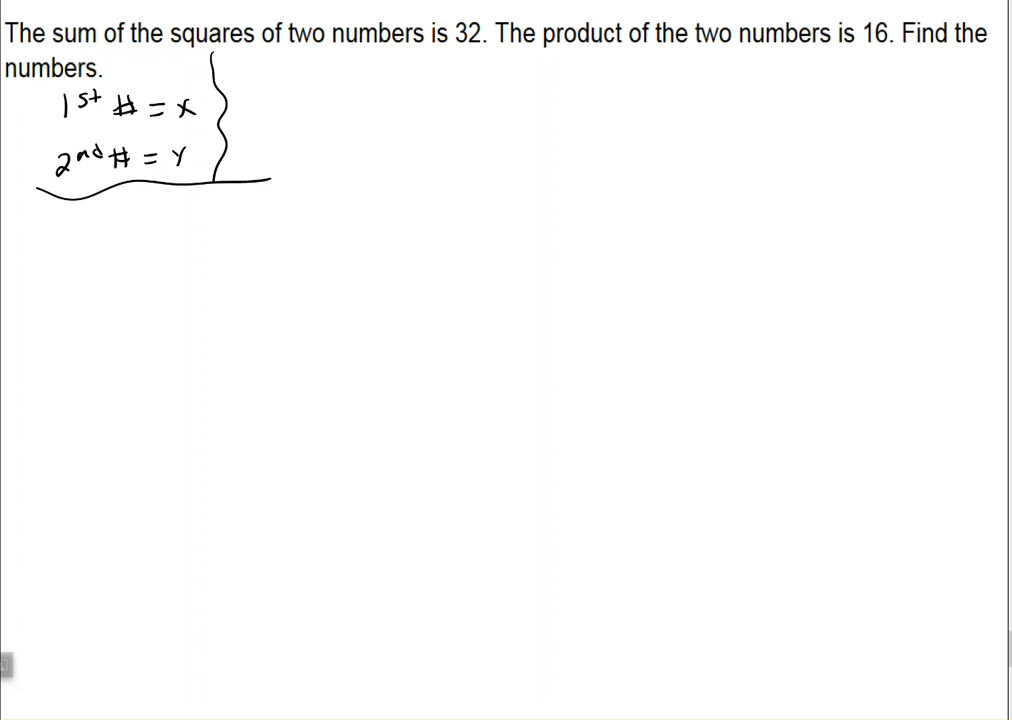 The sum of the squares of two numbers is 32. The product of the two numbers is 16. Find the
numbers.
1st # = x
2nd # = Y